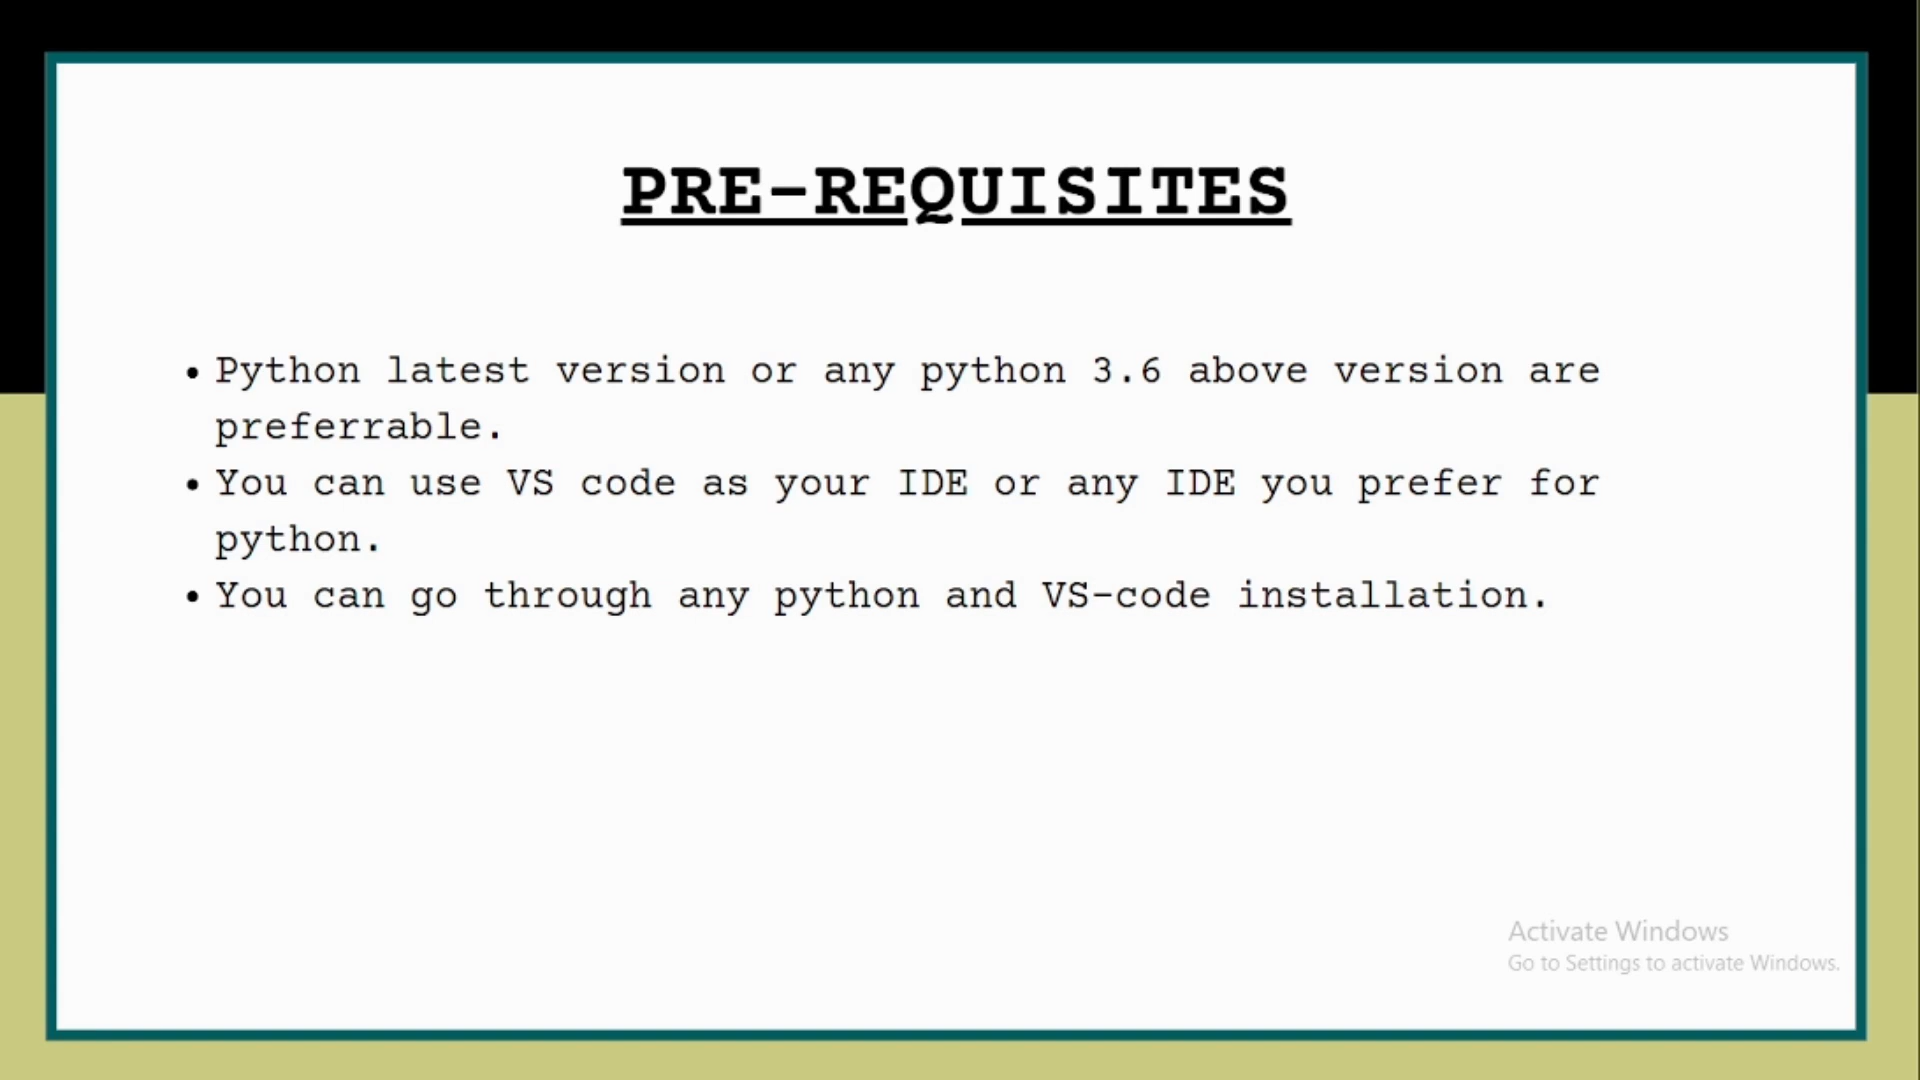 PRE-REQUISITES
• Python latest version or any python 3.6 above version are
preferrable.
• You can use VS code as your IDE or any IDE you prefer for
python.
• You can go through any python and VS-code installation.
Activate Windows
Go to Settings to activate Windows.